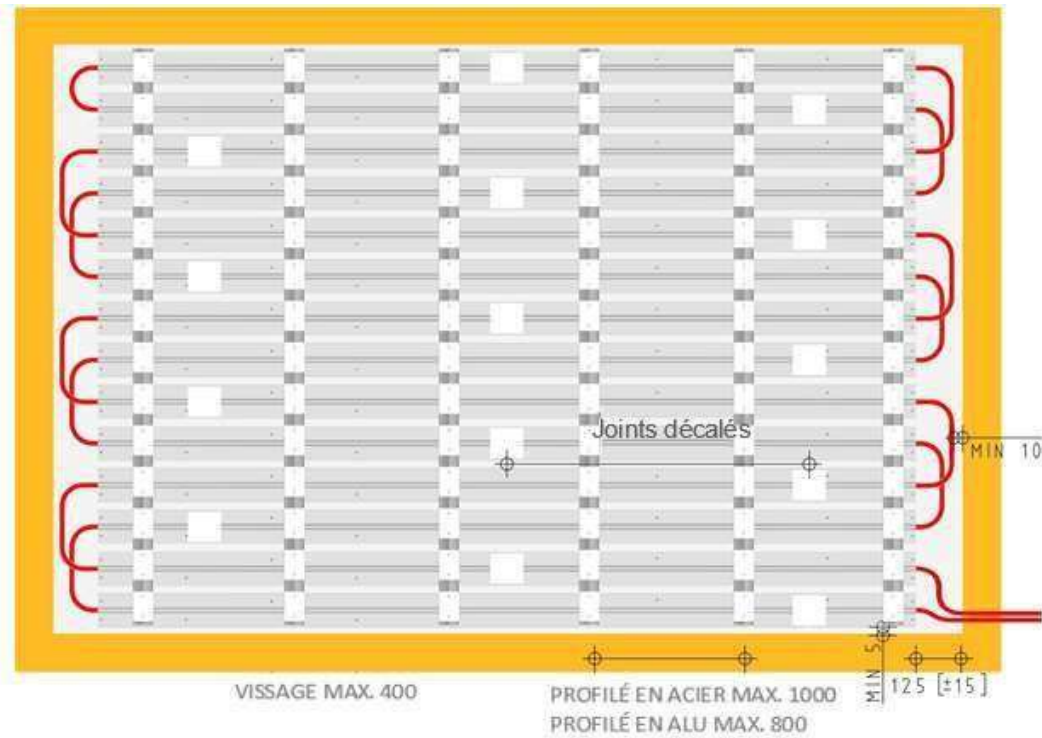 Joints décalés
MIN 10
MIN 5
125 [±15]
VISSAGE MAX. 400
PROFILÉ EN ACIER MAX. 1000
PROFILÉ EN ALU MAX. 800